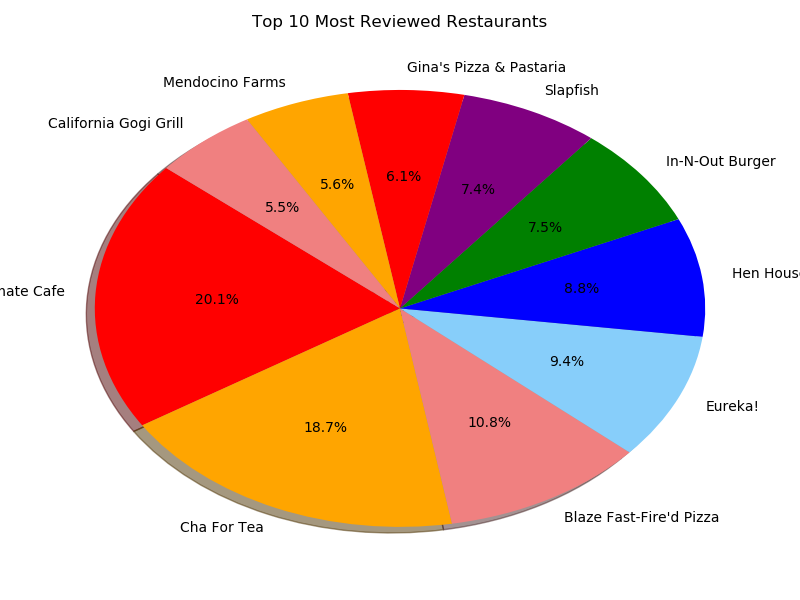 Top 10 Most Reviewed Restaurants
Gina's Pizza & Pastaria
Mendocino Farms
Slapfish
California Gogi Grill
In-N-Out Burger
6.1%
5.6%
7.4%
5.5%
7.5%
Hen
8.8%
Cafe
20.1%
9.4%
Eureka!
10.8%
18.7%
Blaze Fast-Fire'd Pizza
Cha For Tea